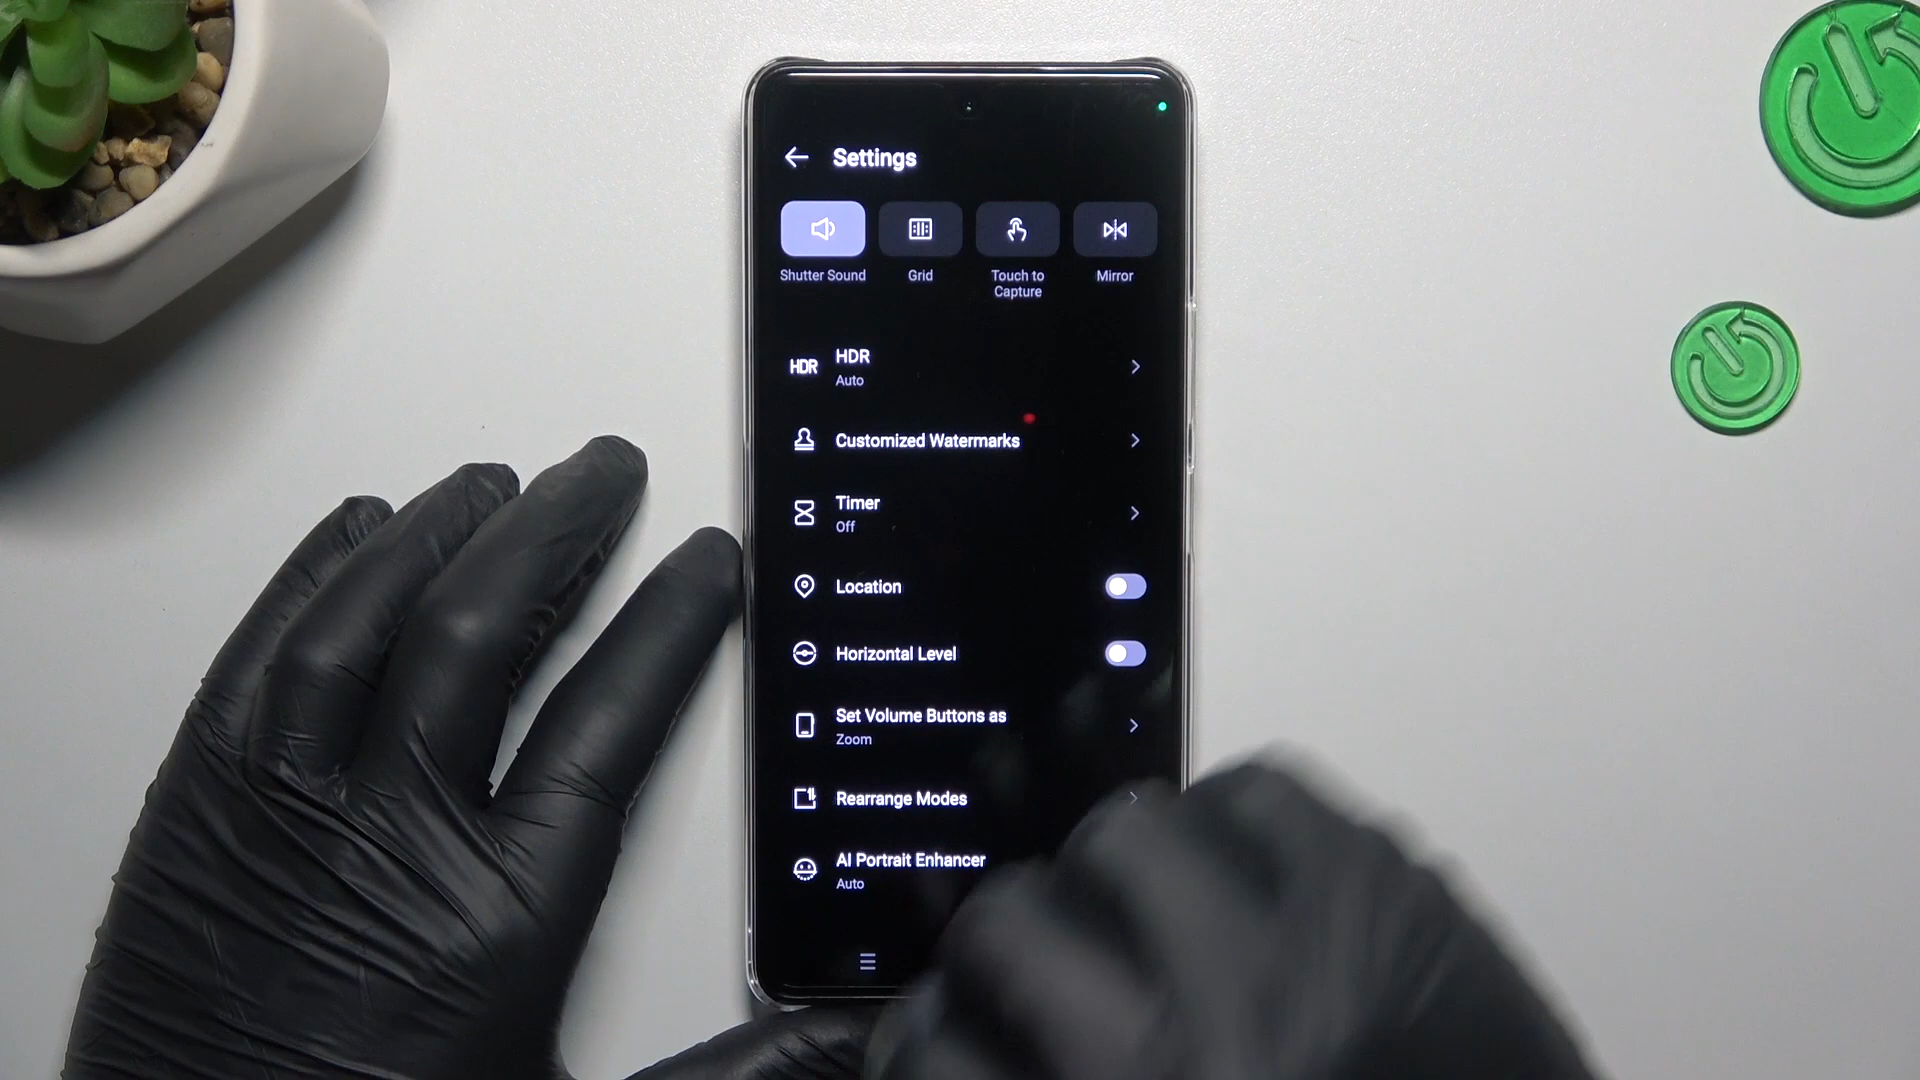 Settings
Shutter Sound
Grid
Touch to
Capture
Mirror
HDR
HDR
Auto
Customized Watermarks
Timer
Off
Location
Horizontal Level
Set Volume Buttons as
Zoom
Rearrange Modes
AI Portrait Enhancer
Auto